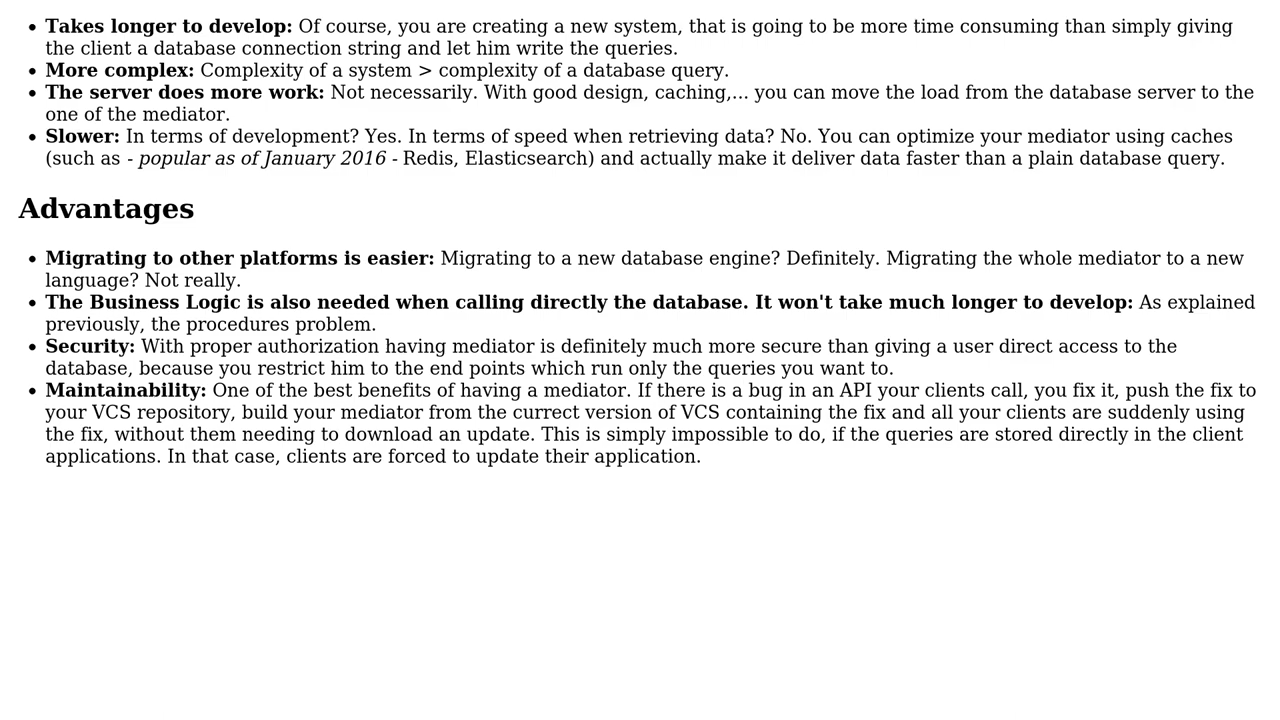 • Takes longer to develop: Of course, you are creating a new system, that is going to be more time consuming than simply giving
the client a database connection string and let him write the queries.
• More complex: Complexity of a system > complexity of a database query.
• The server does more work: Not necessarily. With good design, caching,... you can move the load from the database server to the
one of the mediator.
• Slower: In terms of development? Yes. In terms of speed when retrieving data? No. You can optimize your mediator using caches
(such as - popular as of January 2016 - Redis, Elasticsearch) and actually make it deliver data faster than a plain database query.
Advantages
• Migrating to other platforms is easier: Migrating to a new database engine? Definitely. Migrating the whole mediator to a new
language? Not really.
• The Business Logic is also needed when calling directly the database. It won't take much longer to develop: As explained
previously, the procedures problem.
• Security: With proper authorization having mediator is definitely much more secure than giving a user direct access to the
database, because you restrict him to the end points which run only the queries you want to.
• Maintainability: One of the best benefits of having a mediator. If there is a bug in an API your clients call, you fix it, push the fix to
your VCS repository, build your mediator from the currect version of VCS containing the fix and all your clients are suddenly using
the fix, without them needing to download an update. This is simply impossible to do, if the queries are stored directly in the client
applications. In that case, clients are forced to update their application.